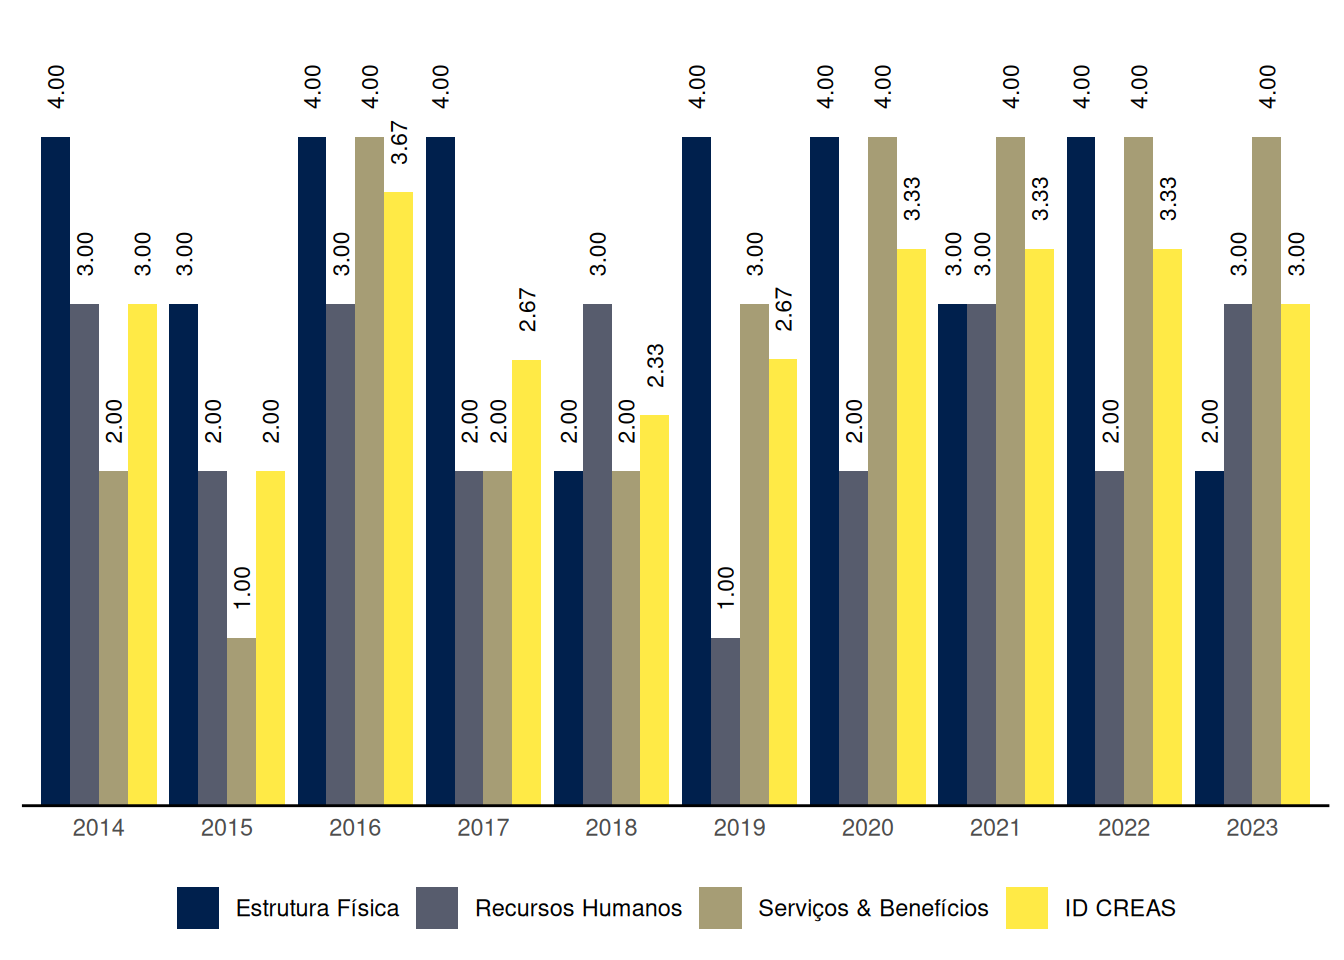 4.00 3.00 2.00 3.00 3.00 2.00 1.00 2.00 4.00 3.00 4.00 3.67 4.00 2.00 2.00 2.67 2.00 3.00 2.00 2.33 4.00 1.00 3.00 2.67 4.00 2.00 4.00 3.33 3.00 3.00 4.00 3.33 4.00 2.00 4.00 3.33 2.00 3.00 4.00 3.00
2014 2015 2016 2017 2018 2019 2020 2021 2022 2023
Estrutura Física Recursos Humanos Serviços & Benefícios ID CREAS